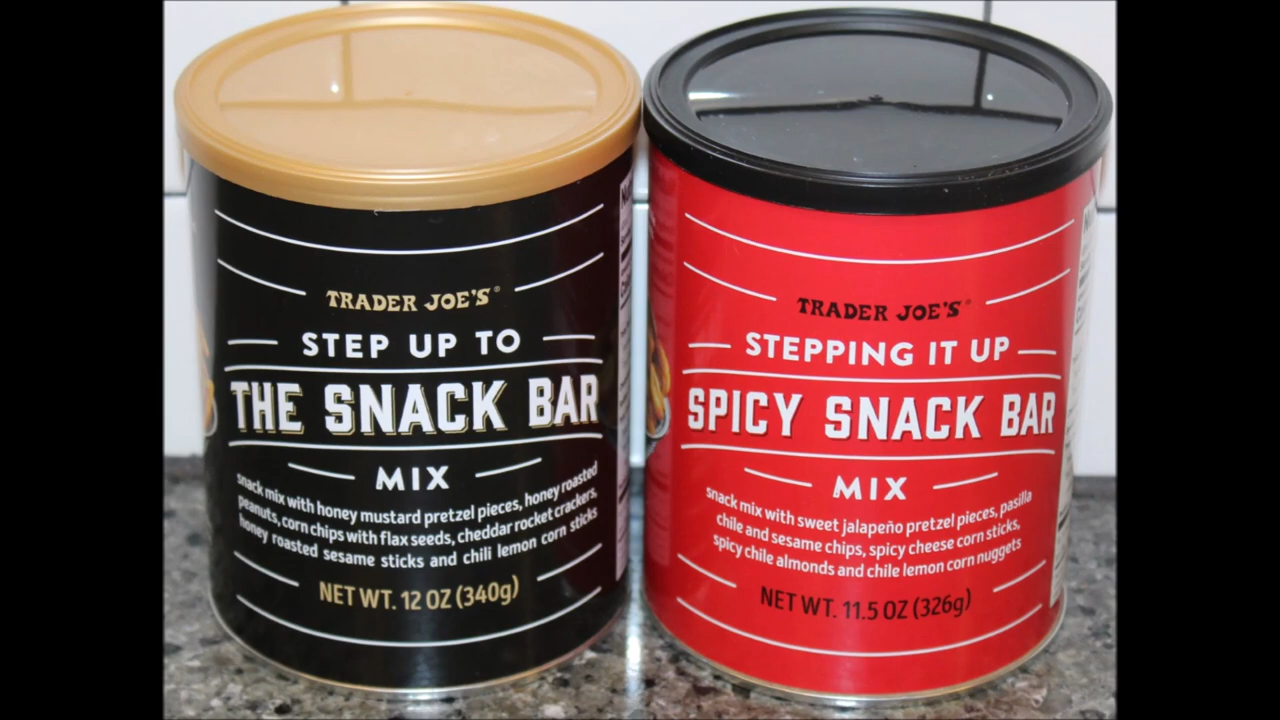 TRADER JOE'S®
STEP UP TO
THE SNACK BAR
MIX
snack mix with honey mustard pretzel pieces, honey roasted
peanuts, corn chips with flax seeds, cheddar rocket crackers,
honey roasted sesame sticks and chili lemon corn sticks
NET WT. 12 OZ (340g)
TRADER JOE'S®
STEPPING IT UP
SPICY SNACK BAR
MIX
snack mix with sweet jalapeño pretzel pieces, pasilla
chile and sesame chips, spicy cheese corn sticks,
spicy chile almonds and chile lemon corn nuggets
NET WT. 11.5 OZ (326g)